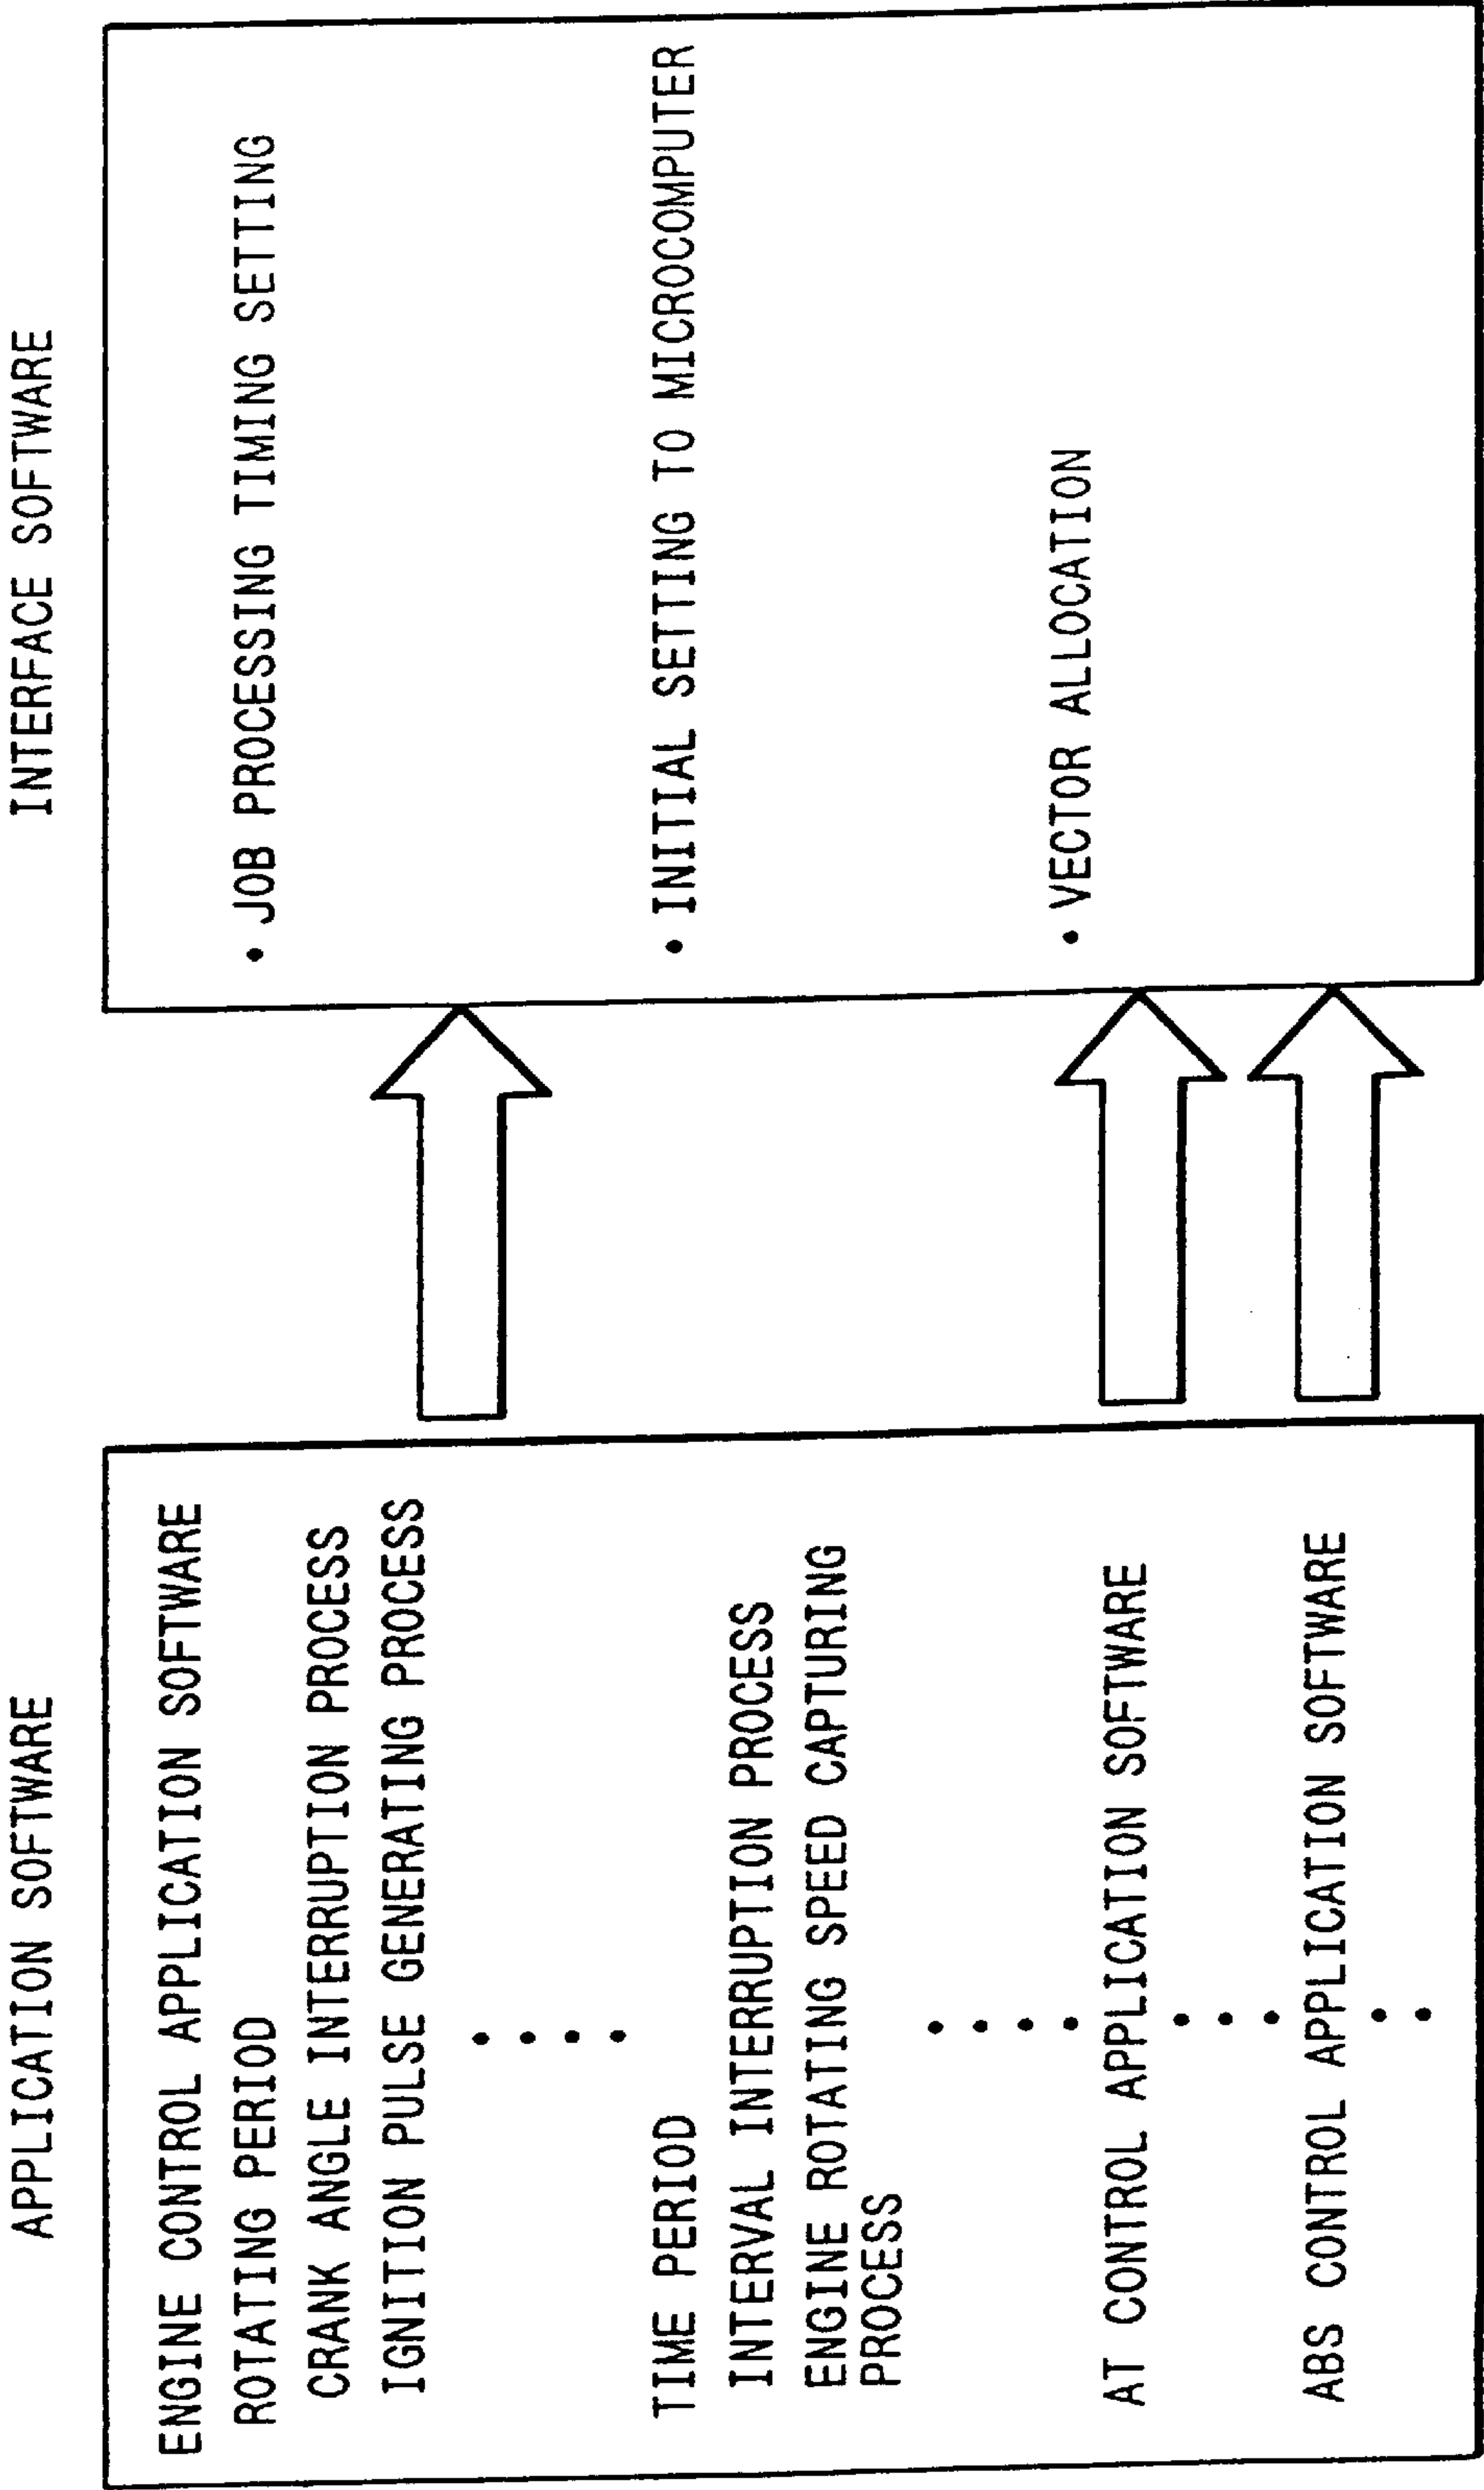 APPLICATION SOFTWARE
ENGINE CONTROL APPLICATION SOFTWARE
ROTATING PERIOD
CRANK ANGLE INTERRUPTION PROCESS
IGNITION PULSE GENERATING PROCESS
TIME PERIOD
INTERVAL INTERRUPTION PROCESS
ENGINE ROTATING SPEED CAPTURING
PROCESS
AT CONTROL APPLICATION SOFTWARE
ABS CONTROL APPLICATION SOFTWARE
INTERFACE SOFTWARE
• JOB PROCESSING TIMING SETTING
• INITIAL SETTING TO MICROCOMPUTER
• VECTOR ALLOCATION